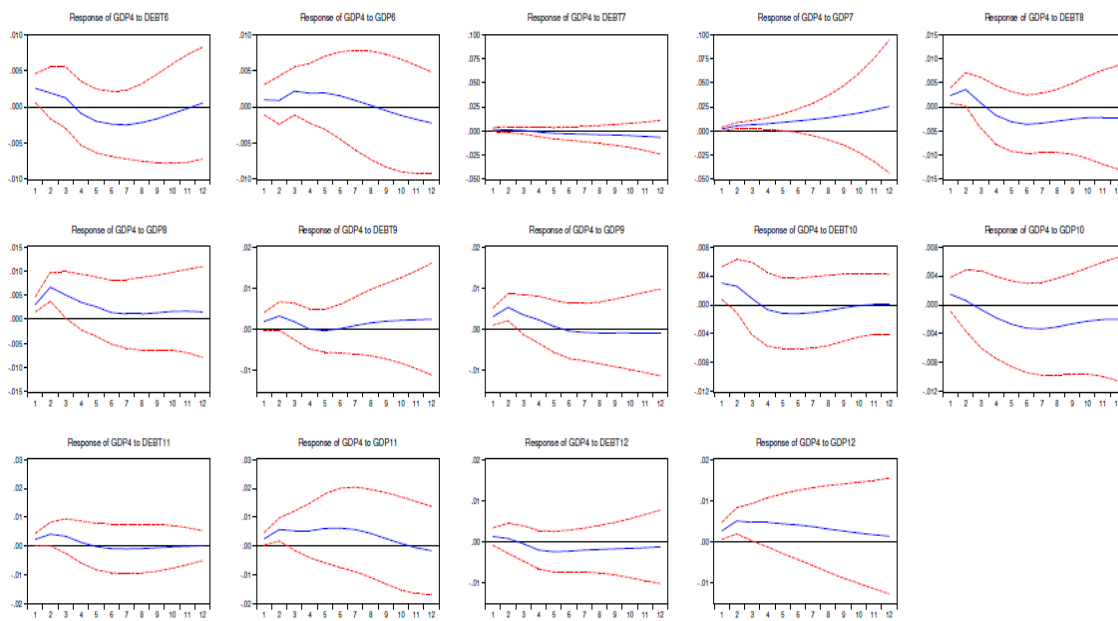 Response of GDP4 to DEBT6
.010
.005
.000
-.005
-.010
1 2 3 4 5 6 7 8 9 10 11 12
Response of GDP4 to GDP6
.010
.005
.000
-.005
-.010
1 2 3 4 5 6 7 8 9 10 11 12
Response of GDP4 to DEBT7
.100
.075
.050
.025
.000
-.025
-.050
1 2 3 4 5 6 7 8 9 10 11 12
Response of GDP4 to GDP7
.100
.075
.050
.025
.000
-.025
-.050
1 2 3 4 5 6 7 8 9 10 11 12
Response of GDP4 to DEBT8
.015
.010
.005
.000
-.005
-.010
-.015
1 2 3 4 5 6 7 8 9 10 11
Response of GDP4 to GDP8
.015
.010
.005
.000
-.005
-.010
-.015
1 2 3 4 5 6 7 8 9 10 11 12
Response of GDP4 to DEBT9
.02
.01
.00
-.01
1 2 3 4 5 6 7 8 9 10 11 12
Response of GDP4 to GDP9
.02
.01
.00
-.01
1 2 3 4 5 6 7 8 9 10 11 12
Response of GDP4 to DEBT10
.008
.004
.000
-.004
-.008
-.012
1 2 3 4 5 6 7 8 9 10 11 12
Response of GDP4 to GDP10
.008
.004
.000
-.004
-.008
-.012
1 2 3 4 5 6 7 8 9 10 11
Response of GDP4 to DEBT11
.03
.02
.01
.00
-.01
-.02
1 2 3 4 5 6 7 8 9 10 11 12
Response of GDP4 to GDP11
.03
.02
.01
.00
-.01
-.02
1 2 3 4 5 6 7 8 9 10 11 12
Response of GDP4 to DEBT12
.02
.01
.00
-.01
1 2 3 4 5 6 7 8 9 10 11 12
Response of GDP4 to GDP12
.02
.01
.00
-.01
1 2 3 4 5 6 7 8 9 10 11 12